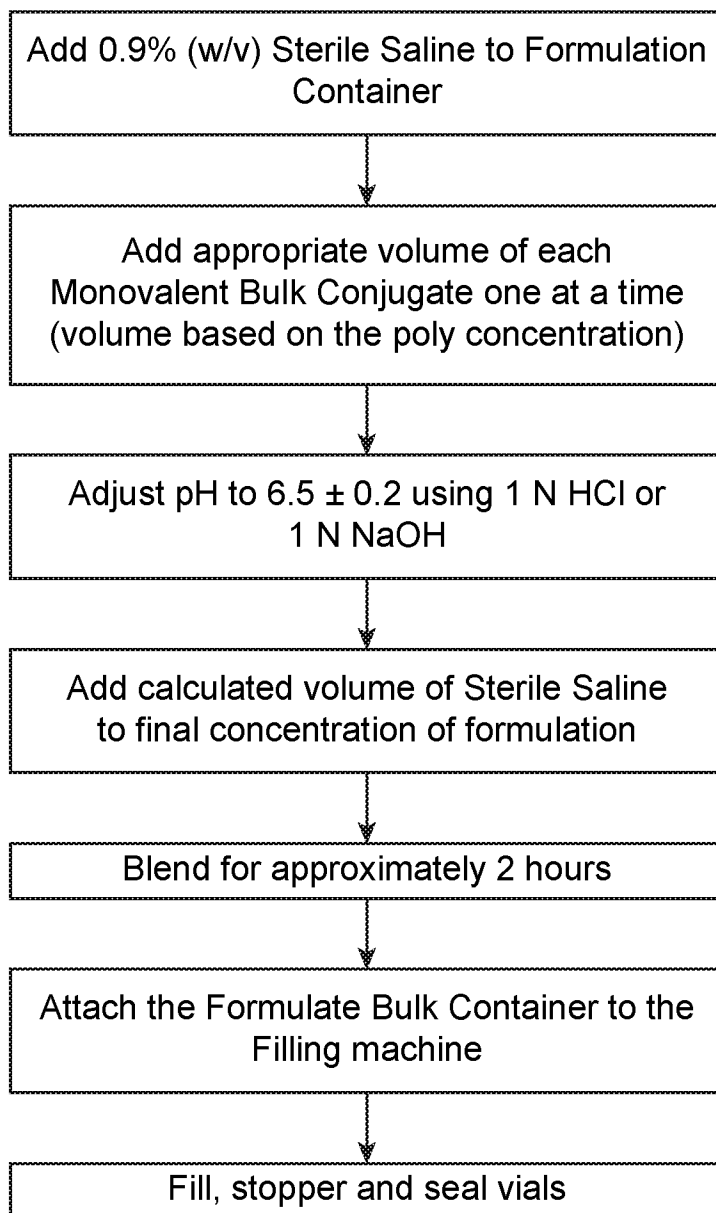 Add 0.9% (w/v) Sterile Saline to Formulation
Container
Add appropriate volume of each
Monovalent Bulk Conjugate one at a time
(volume based on the poly concentration)
Adjust pH to 6.5 ± 0.2 using 1 N HCl or
1 N NaOH
Add calculated volume of Sterile Saline
to final concentration of formulation
Blend for approximately 2 hours
Attach the Formulate Bulk Container to the
Filling machine
Fill, stopper and seal vials